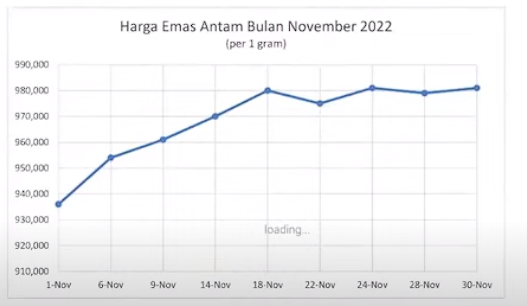 Harga Emas Antam Bulan November 2022
(per 1 gram)
990,000
980,000
970,000
960,000
950,000
940,000
930,000
920,000
910,000
loading...
1-Nov 6-Nov 9-Nov 14-Nov 18-Nov 22-Nov 24-Nov 28-Nov 30-Nov